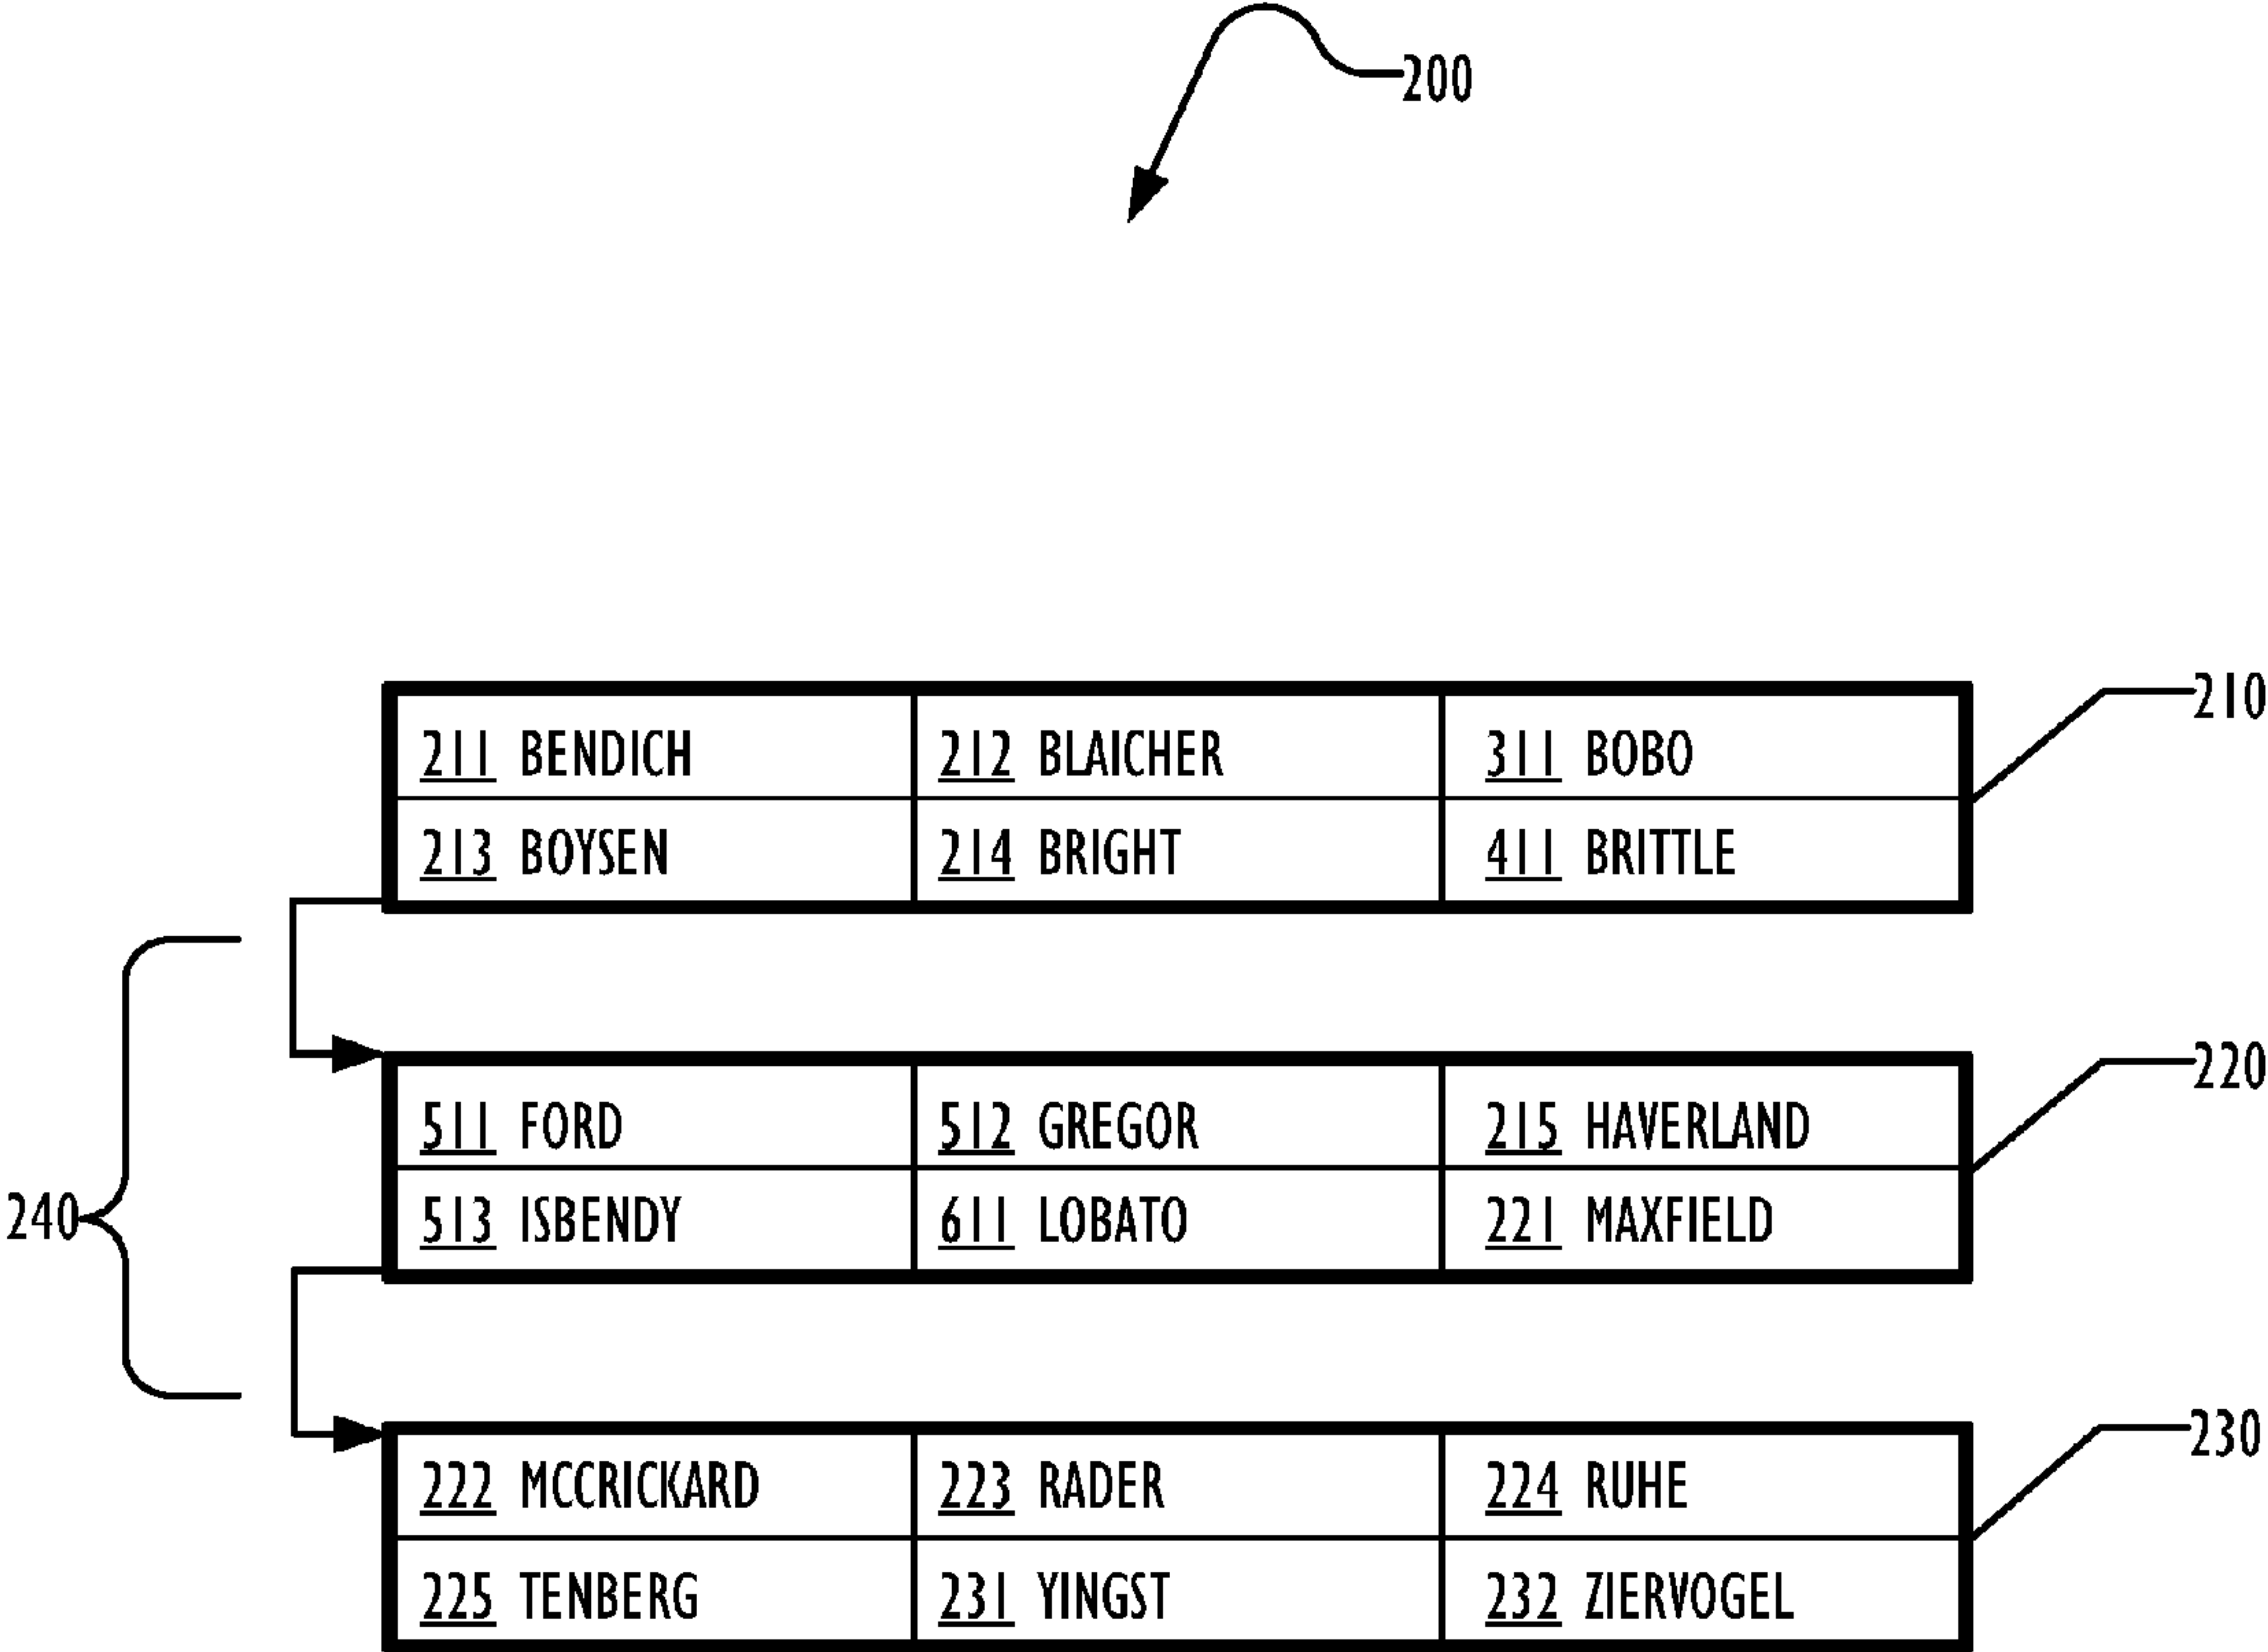 200
210
211 BENDICH 212 BLAICHER 311 BOBO
213 BOYSEN 214 BRIGHT 411 BRITTLE
220
511 FORD 512 GREGOR 215 HAVERLAND
240
513 ISBENDY 611 LOBATO 221 MAXFIELD
230
222 MCCRICKARD 223 RADER 224 RUHE
225 TENBERG 231 YINGST 232 ZIERVOGEL